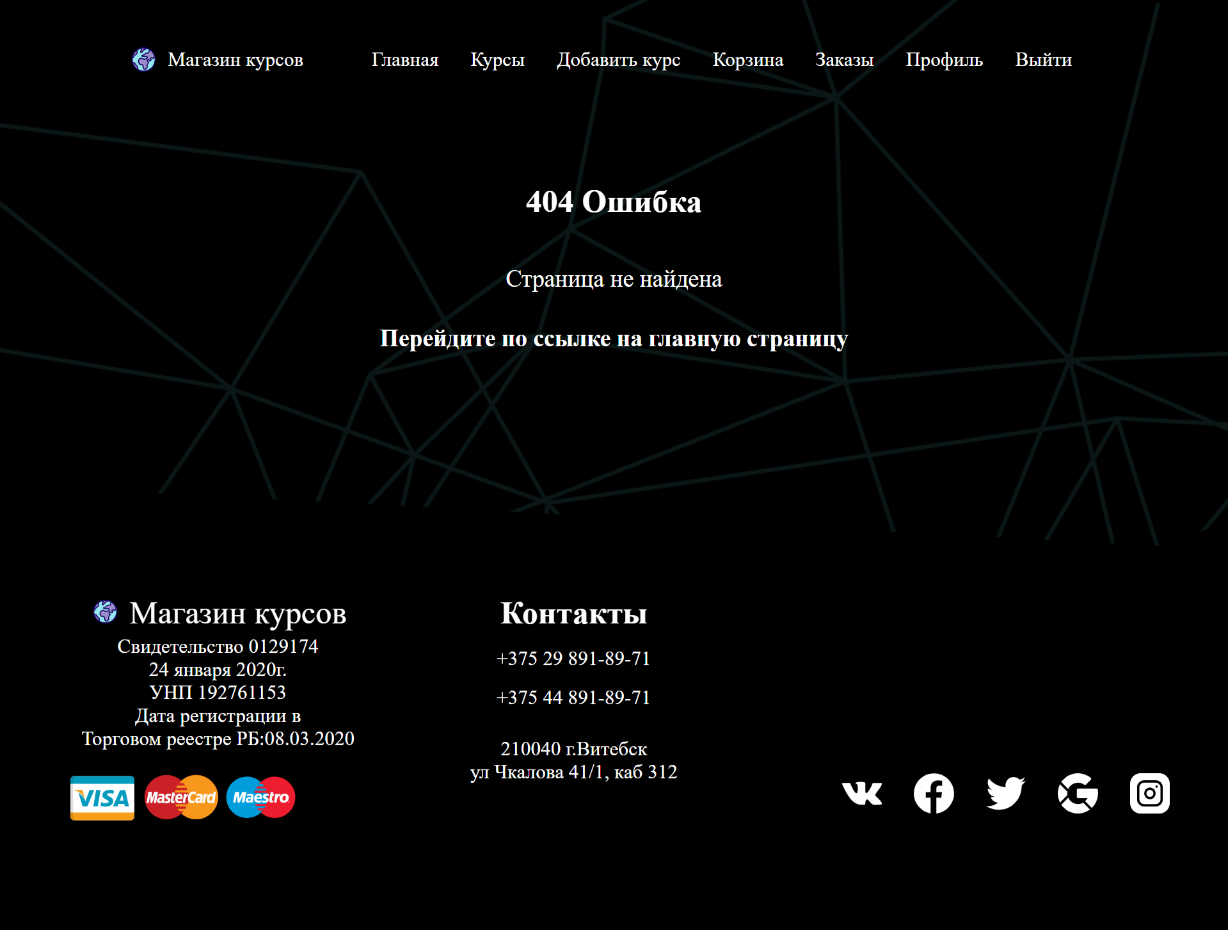 Магазин курсов Главная Курсы Добавить курс Корзина Заказы Профиль Выйти
404 Ошибка
Страница не найдена
Перейдите по ссылке на главную страницу
Магазин курсов
Свидетельство 0129174
24 января 2020г.
УНП 192761153
Дата регистрации в
Торговом реестре РБ:08.03.2020
VISA MasterCard Maestro
Контакты
+375 29 891-89-71
+375 44 891-89-71
210040 г.Витебск
ул Чкалова 41/1, каб 312